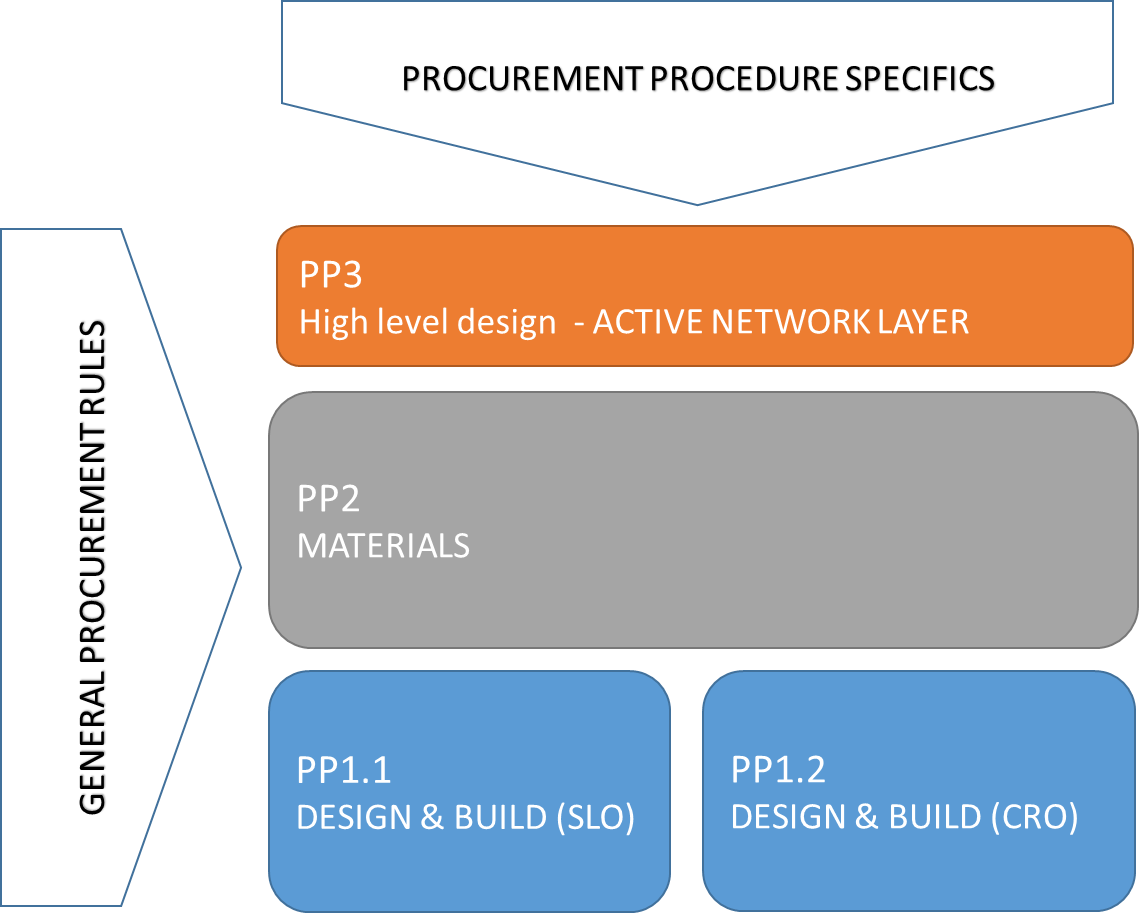 PROCUREMENT PROCEDURE SPECIFICS
GENERAL PROCUREMENT RULES
PP3
High level design  - ACTIVE NETWORK LAYER
PP2
MATERIALS
PP1.1
DESIGN & BUILD (SLO)
PP1.2
DESIGN & BUILD (CRO)